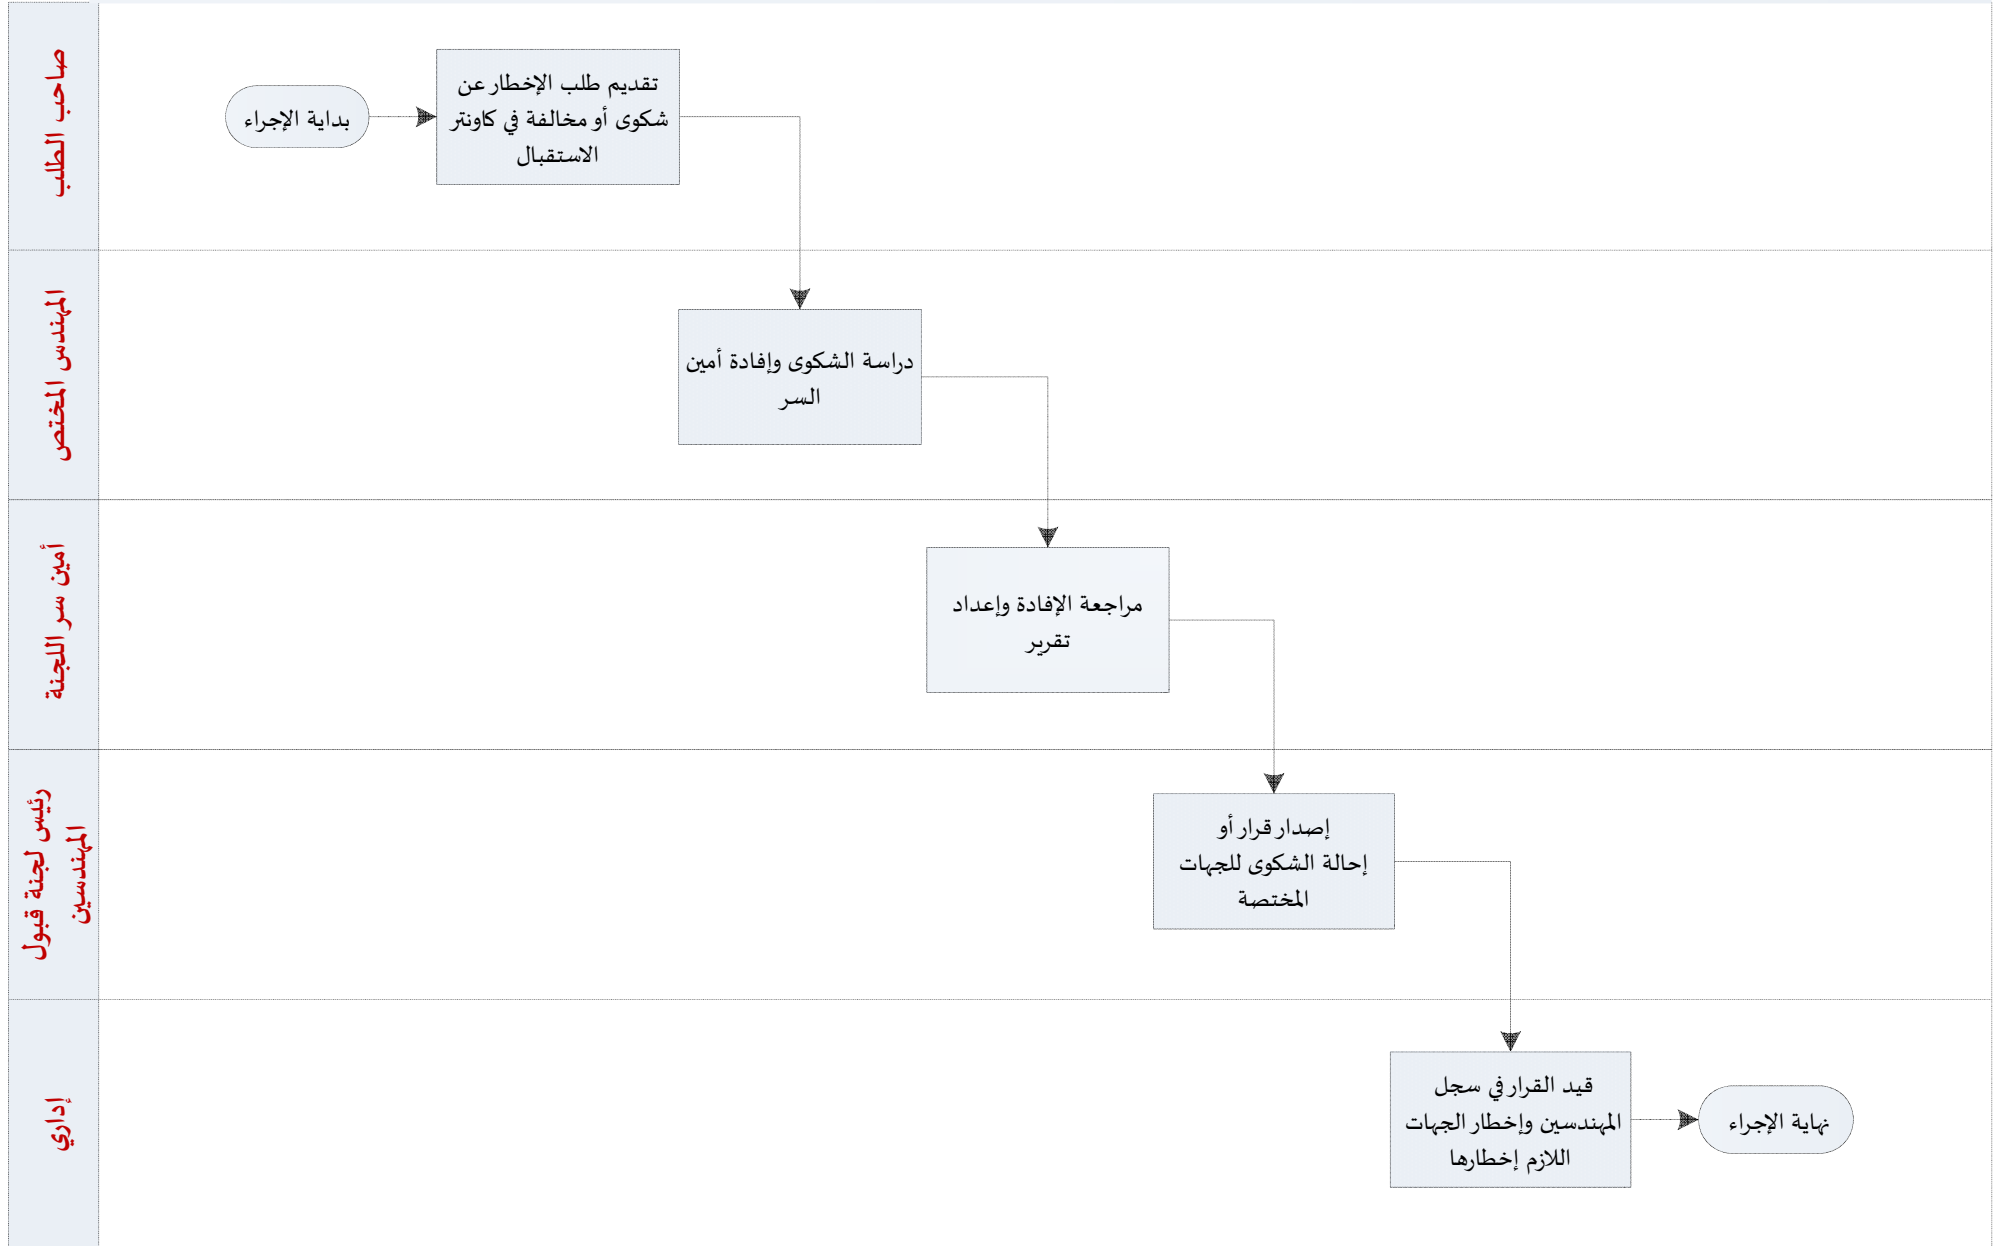 صاحب الطلب
بداية الإجراء
تقديم طلب الإخطار عن
شكوى أو مخالفة في كاونتر
الاستقبال
المهندس المختص
دراسة الشكوى وإفادة أمين
السر
أمين سر اللجنة
مراجعة الإفادة وإعداد
تقرير
رئيس لجنة قبول
المهندسين
إصدار قرار أو
إحالة الشكوى للجهات
المختصة
إداري
قيد القرار في سجل
المهندسين وإخطار الجهات
اللازم إخطارها
نهاية الإجراء